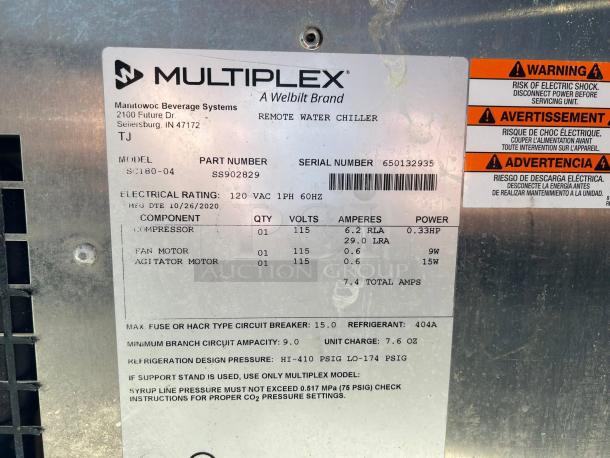 MULTIPLEX®
A Welbilt Brand
Manitowoc Beverage Systems
2100 Future Dr.
Sellersburg, IN 47172
TJ
REMOTE WATER CHILLER
MODEL PART NUMBER SERIAL NUMBER 650132935
SC180-04 SS902829
ELECTRICAL RATING: 120 VAC 1PH 60HZ
MFG DTE 10/26/2020
COMPONENT QTY VOLTS AMPERES POWER
COMPRESSOR 01 115 6.2 RLA 0.33HP
29.0 LRA
FAN MOTOR 01 115 0.6 9W
AGITATOR MOTOR 01 115 0.6 15W
AUCTION GROUP
7.4 TOTAL AMPS
MAX FUSE OR HACR TYPE CIRCUIT BREAKER: 15.0 REFRIGERANT: 404A
MINIMUM BRANCH CIRCUIT AMPACITY: 9.0 UNIT CHARGE: 7.6 OZ
REFRIGERATION DESIGN PRESSURE: HI-410 PSIG LO-174 PSIG
IF SUPPORT STAND IS USED, USE ONLY MULTIPLEX MODEL:
SYRUP LINE PRESSURE MUST NOT EXCEED 0.517 MPa (75 PSIG) CHECK
INSTRUCTIONS FOR PROPER CO2 PRESSURE SETTINGS.
WARNING
RISK OF ELECTRIC SHOCK.
DISCONNECT POWER BEFORE
SERVICING UNIT.
AVERTISSEMENT
RISQUE DE CHOC ÉLECTRIQUE.
COUPER L'ALIMENTATION AVANT
TOUTE INTERVENTION SUR L'APPAREIL.
ADVERTENCIA
RIESGO DE DESCARGA ELÉCTRICA.
DESCONECTE LA ENERGÍA ANTES
DE REALIZAR MANTENIMIENTO A LA UNIDAD.